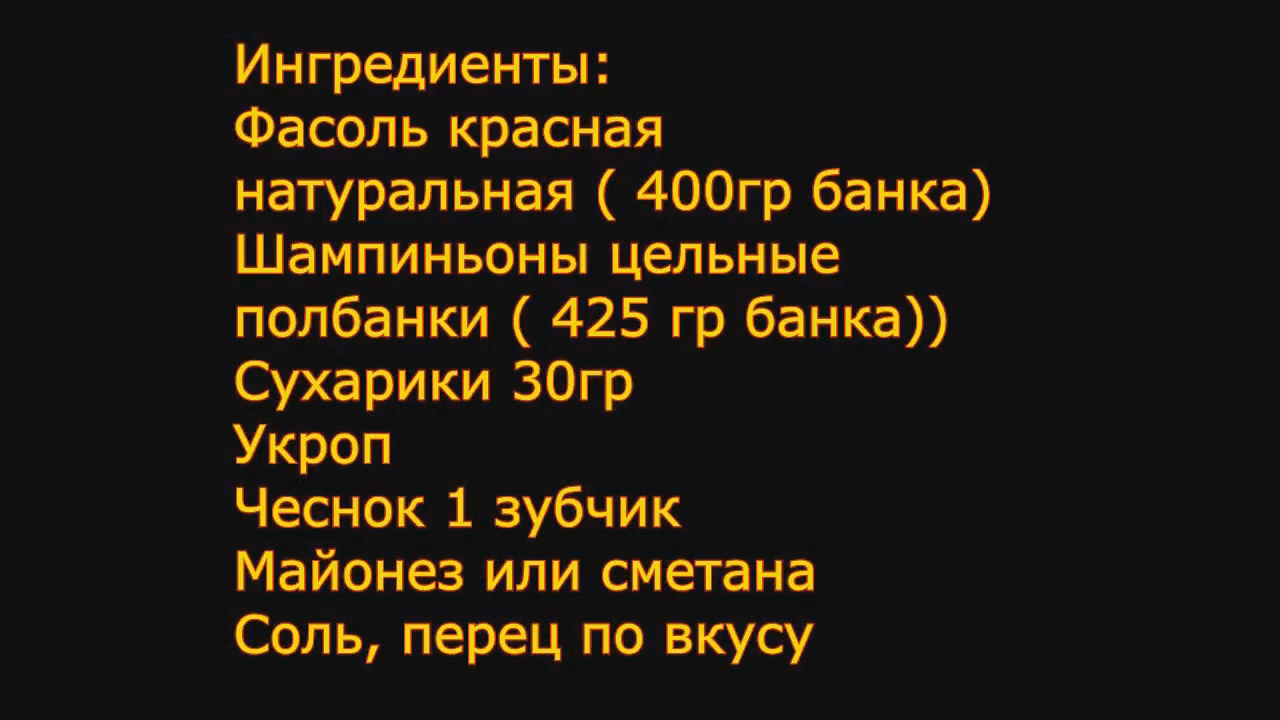 Ингредиенты:
Фасоль красная
натуральная ( 400гр банка)
Шампиньоны цельные
полбанки ( 425 гр банка))
Сухарики 30гр
Укроп
Чеснок 1 зубчик
Майонез или сметана
Соль, перец по вкусу